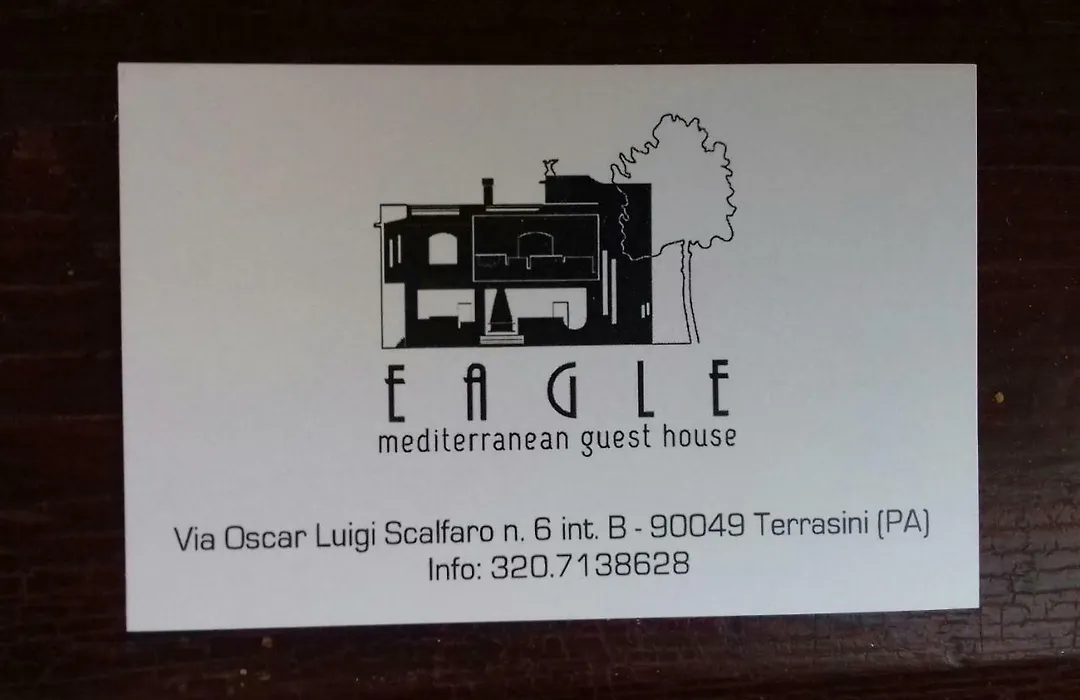 EAGLE
mediterranean guest house
Via Oscar Luigi Scalfaro n. 6 int. B - 90049 Terrasini (PA)
Info: 320.7138628